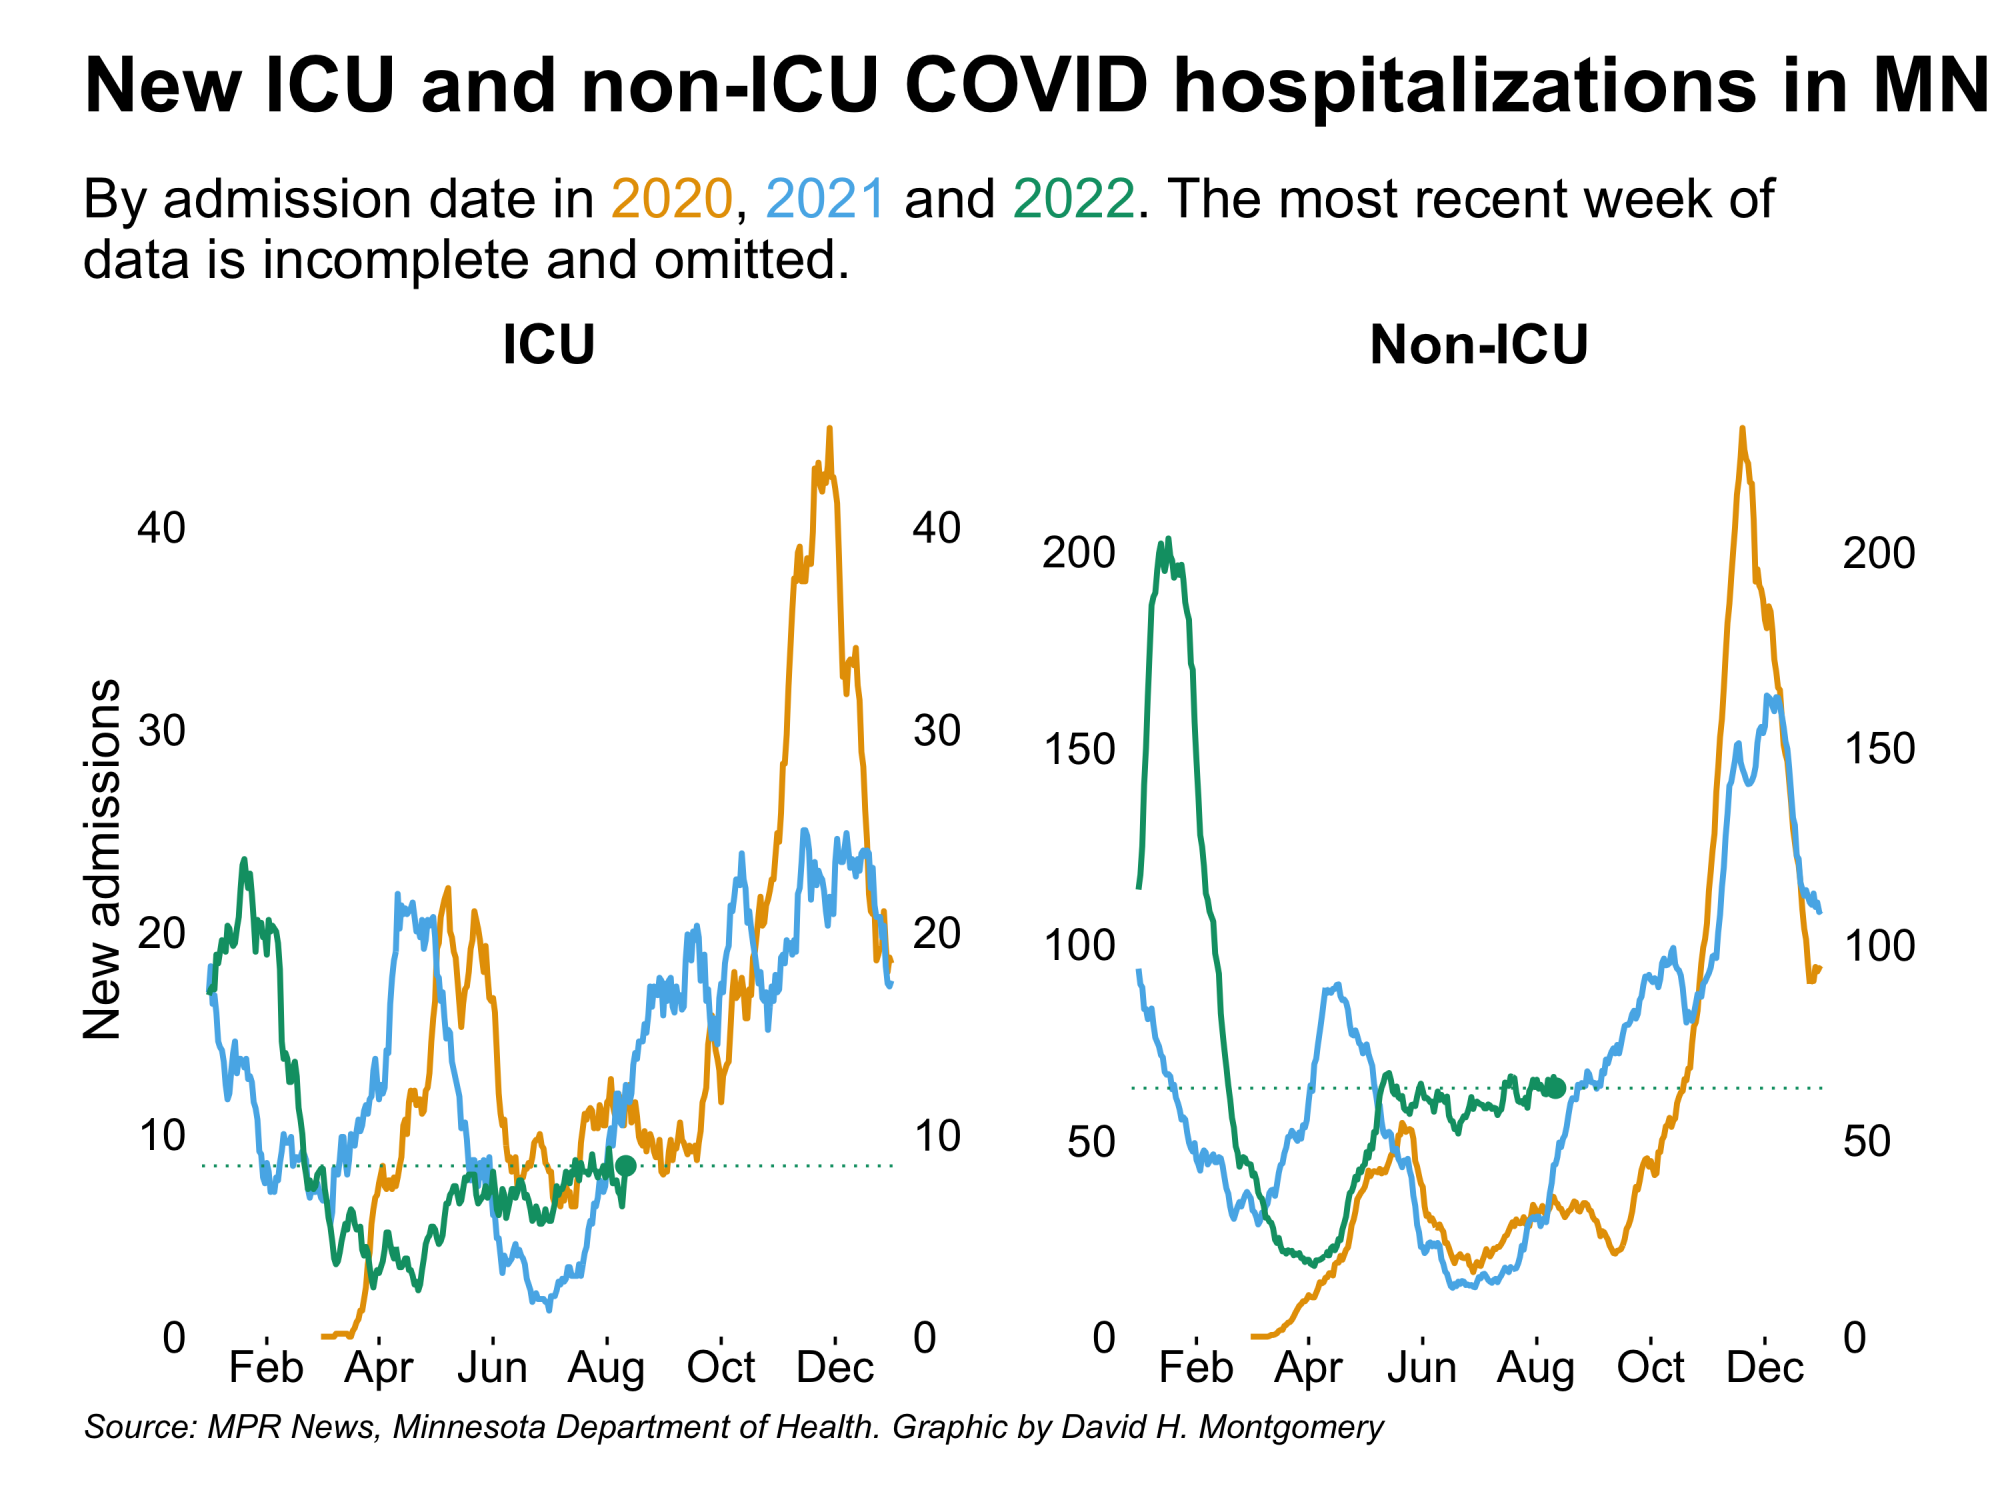 New ICU and non-ICU COVID hospitalizations in MN
By admission date in 2020, 2021 and 2022. The most recent week of
data is incomplete and omitted.
ICU
Non-ICU
New admissions
40
30
20
10
0
40
30
20
10
0
Feb Apr Jun Aug Oct Dec
200
150
100
50
0
200
150
100
50
0
Feb Apr Jun Aug Oct Dec
Source: MPR News, Minnesota Department of Health. Graphic by David H. Montgomery